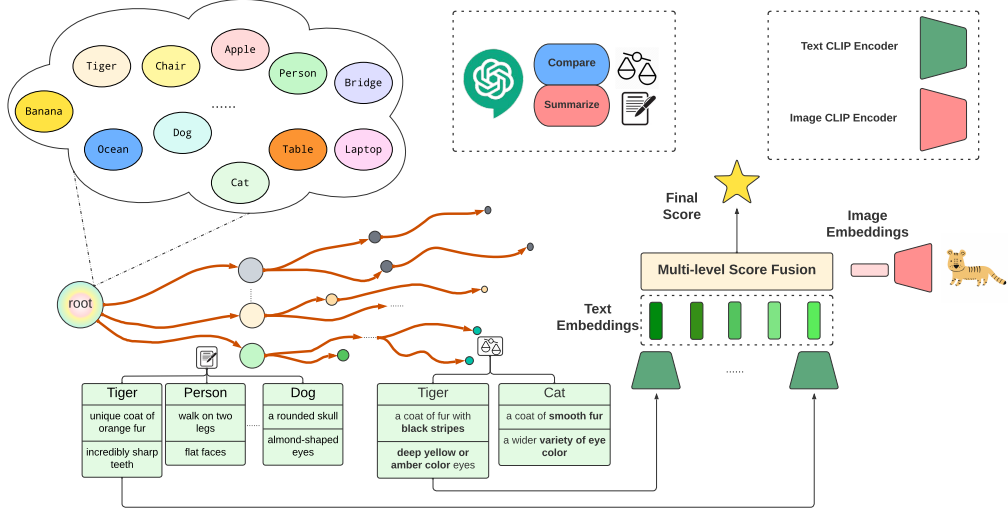 Apple
Tiger
Chair
Person
Bridge
Banana
......
Dog
Ocean
Table
Laptop
Cat
Compare
Summarize
Text CLIP Encoder
Image CLIP Encoder
Final
Score
Image
Embeddings
Multi-level Score Fusion
root
Text
Embeddings
......
Tiger
unique coat of
orange fur
incredibly sharp
teeth
Person
walk on two
legs
flat faces
......
Dog
a rounded skull
almond-shaped
eyes
Tiger
a coat of fur with
black stripes
deep yellow or
amber color eyes
Cat
a coat of smooth fur
a wider variety of eye
color